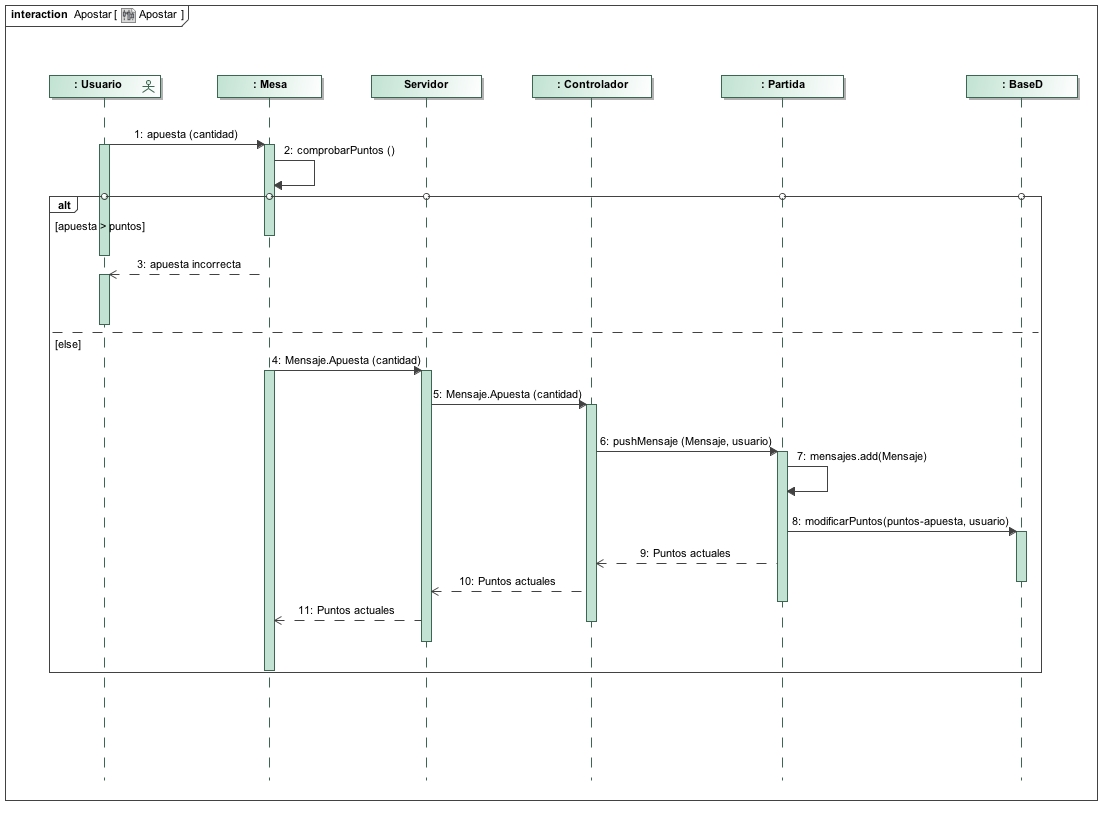 interaction Apostar [ Apostar ]
: Usuario
: Mesa
Servidor
: Controlador
: Partida
: BaseD
1: apuesta (cantidad)
2: comprobarPuntos ()
alt
[apuesta > puntos]
3: apuesta incorrecta
[else]
4: Mensaje.Apuesta (cantidad)
5: Mensaje.Apuesta (cantidad)
6: pushMensaje (Mensaje, usuario)
7: mensajes.add(Mensaje)
8: modificarPuntos(puntos-apuesta, usuario)
9: Puntos actuales
10: Puntos actuales
11: Puntos actuales